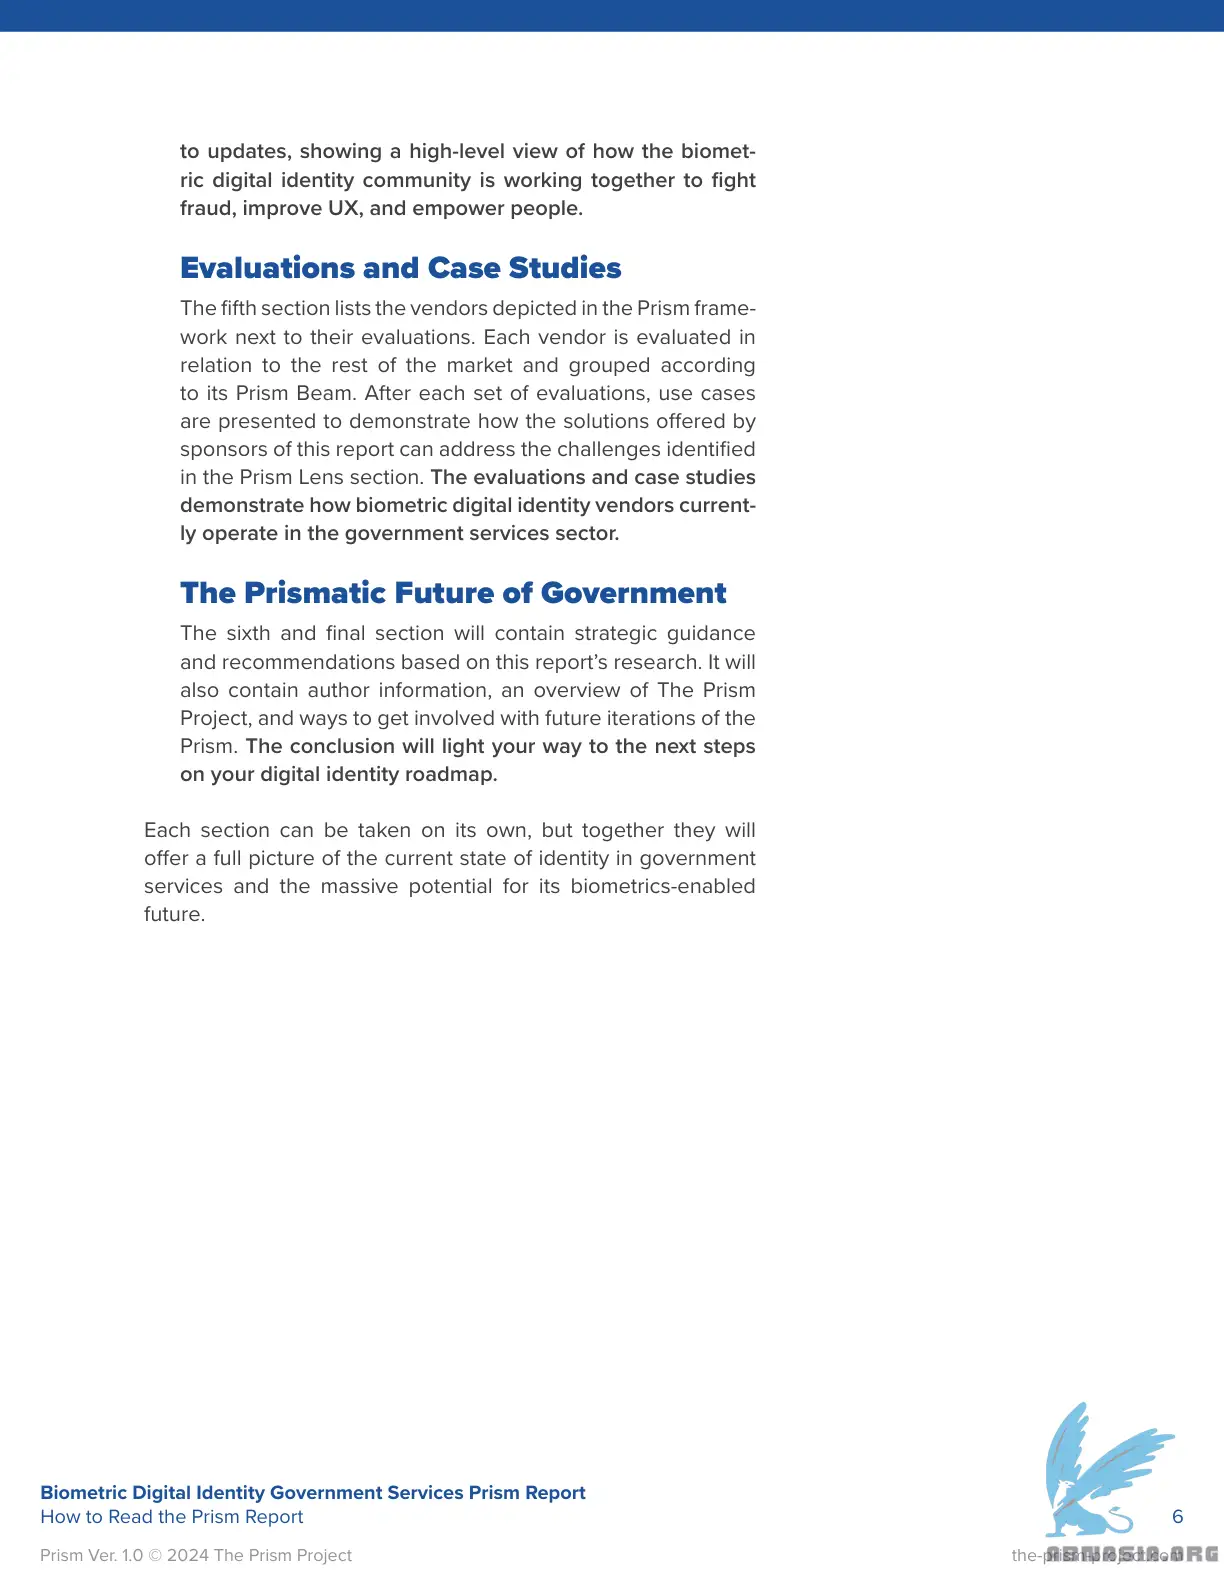 to updates, showing a high-level view of how the biomet-
ric digital identity community is working together to fight
fraud, improve UX, and empower people.
Evaluations and Case Studies
The fifth section lists the vendors depicted in the Prism frame-
work next to their evaluations. Each vendor is evaluated in
relation to the rest of the market and grouped according
to its Prism Beam. After each set of evaluations, use cases
are presented to demonstrate how the solutions offered by
sponsors of this report can address the challenges identified
in the Prism Lens section. The evaluations and case studies
demonstrate how biometric digital identity vendors current-
ly operate in the government services sector.
The Prismatic Future of Government
The sixth and final section will contain strategic guidance
and recommendations based on this report’s research. It will
also contain author information, an overview of The Prism
Project, and ways to get involved with future iterations of the
Prism. The conclusion will light your way to the next steps
on your digital identity roadmap.
Each section can be taken on its own, but together they will
offer a full picture of the current state of identity in government
services and the massive potential for its biometrics-enabled
future.
Biometric Digital Identity Government Services Prism Report
How to Read the Prism Report
6
Prism Ver. 1.0 © 2024 The Prism Project
the-prism-project.com